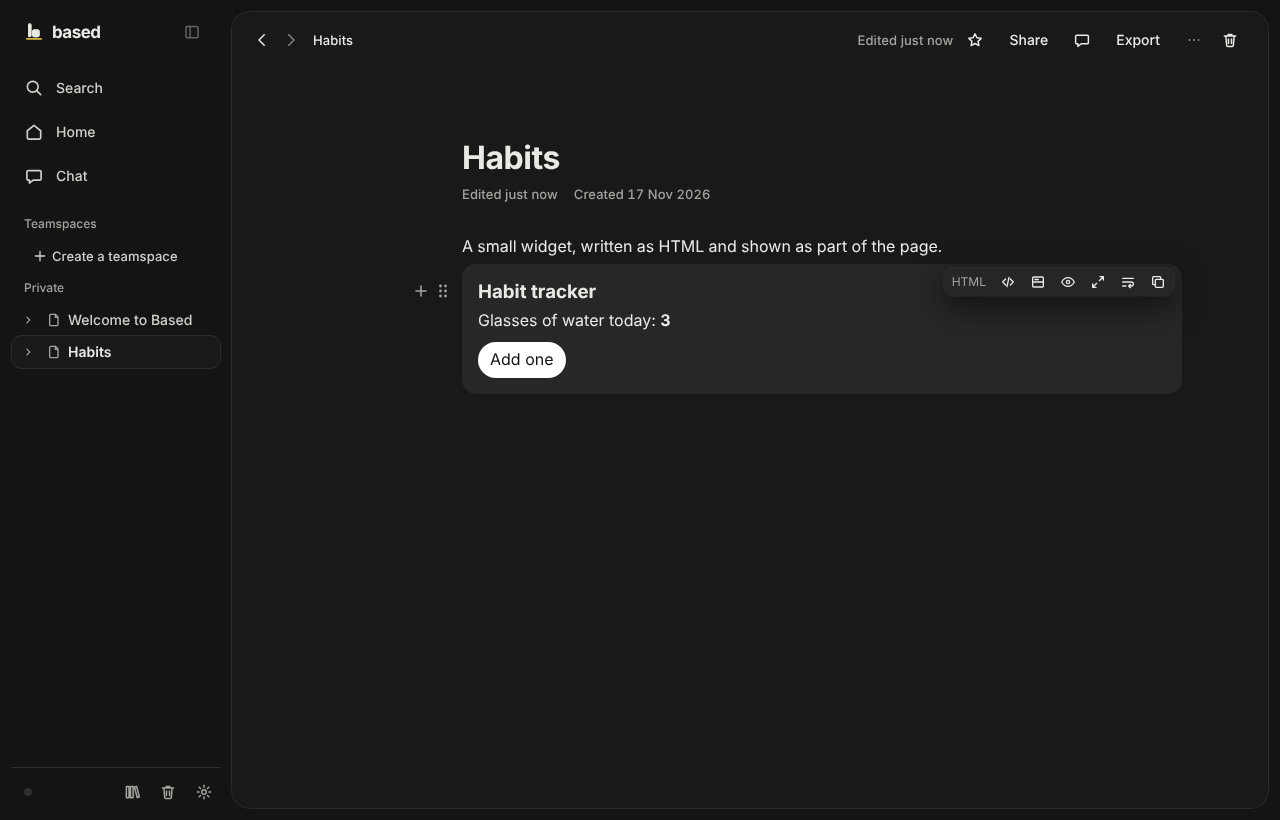 based
Search
Home
Chat
Teamspaces
Create a teamspace
Private
Welcome to Based
Habits
Habits
Edited just now
Share
Export
Habits
Edited just now Created 17 Nov 2026
A small widget, written as HTML and shown as part of the page.
HTML
Habit tracker
Glasses of water today: 3
Add one